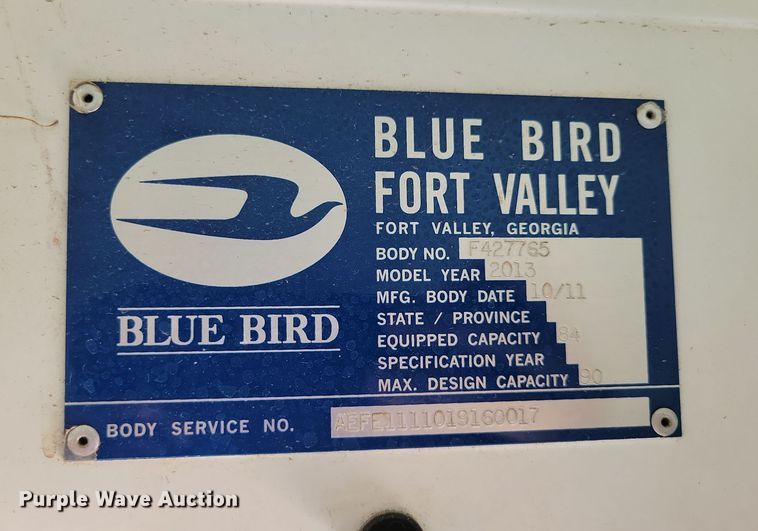 BLUE BIRD
FORT VALLEY
FORT VALLEY, GEORGIA
BODY NO. F427765
MODEL YEAR 2013
MFG. BODY DATE 10/11
STATE / PROVINCE
EQUIPPED CAPACITY 84
SPECIFICATION YEAR
MAX. DESIGN CAPACITY 90
BLUE BIRD
BODY SERVICE NO. AEFE1111019160017
Purple Wave Auction